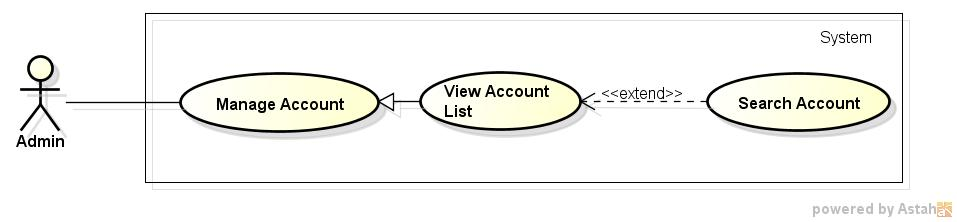 System
Admin
Manage Account
View Account
List
<<extend>>
Search Account
powered by Astah